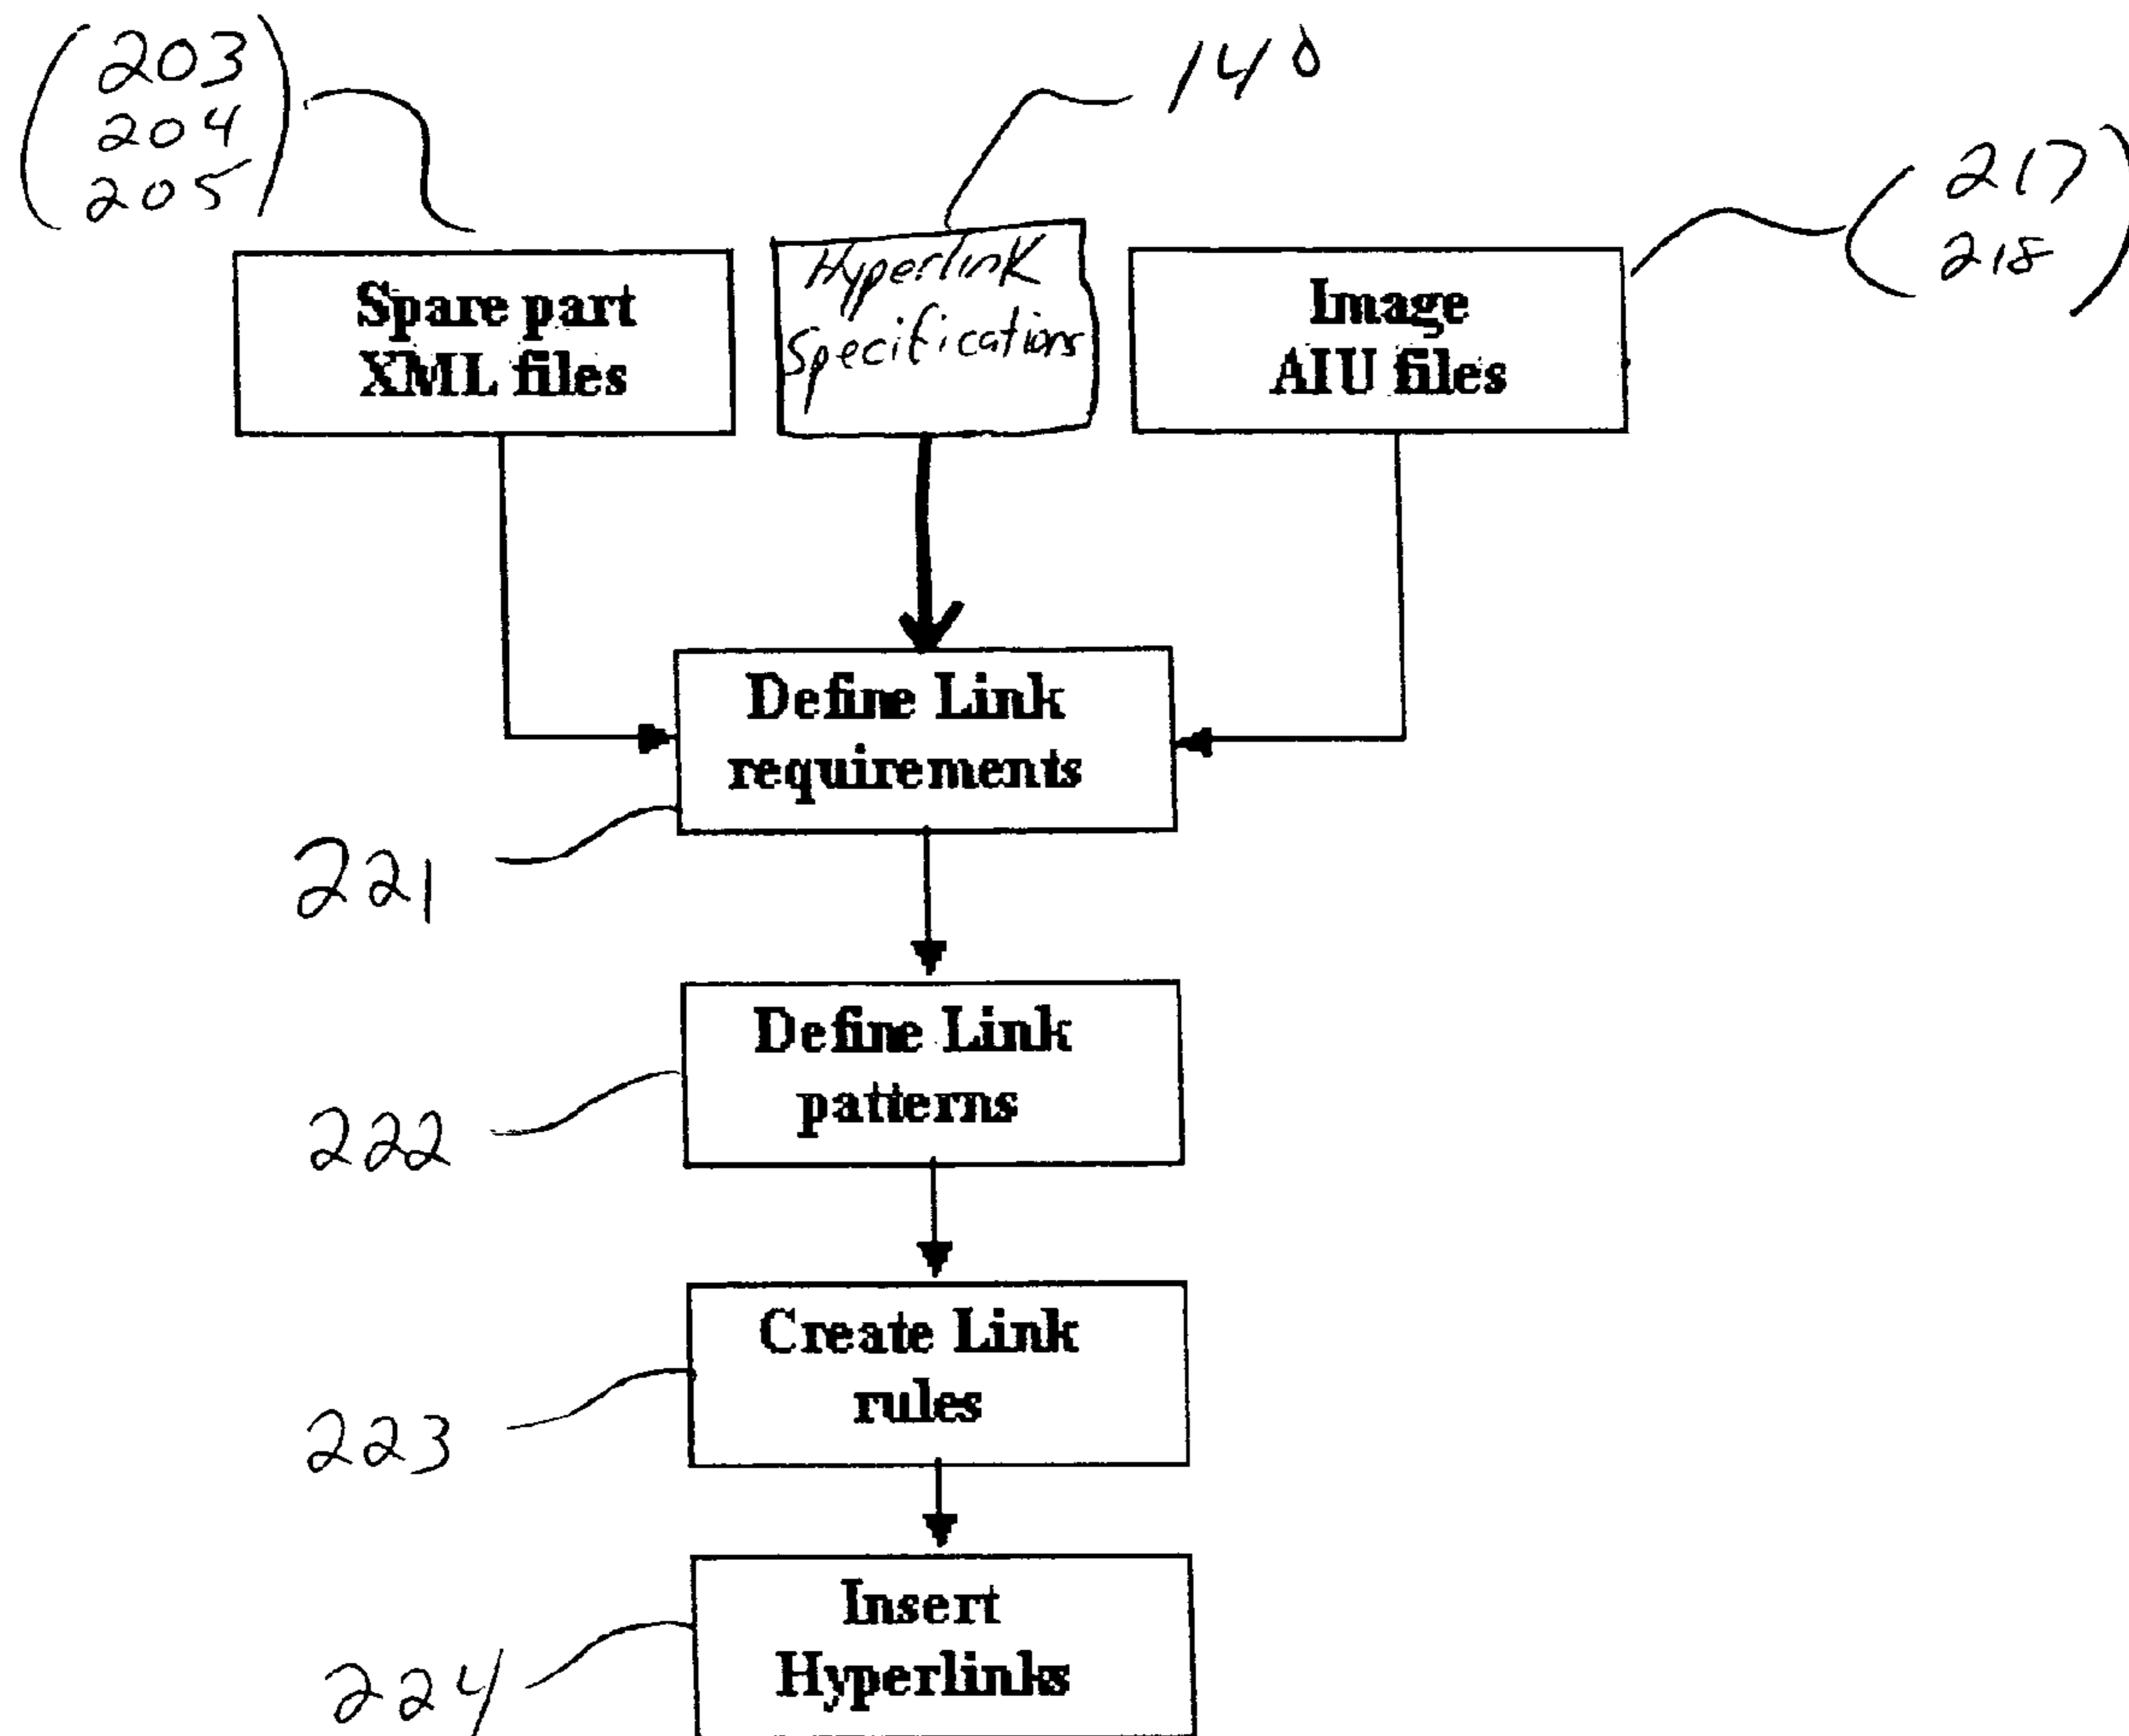 203
204
205
140
217
218
Spare part
XML files
Hyperlink
Specifications
Image
AIU files
Define Link
requirements
221
Define Link
patterns
222
Create Link
rules
223
Insert
Hyperlinks
224